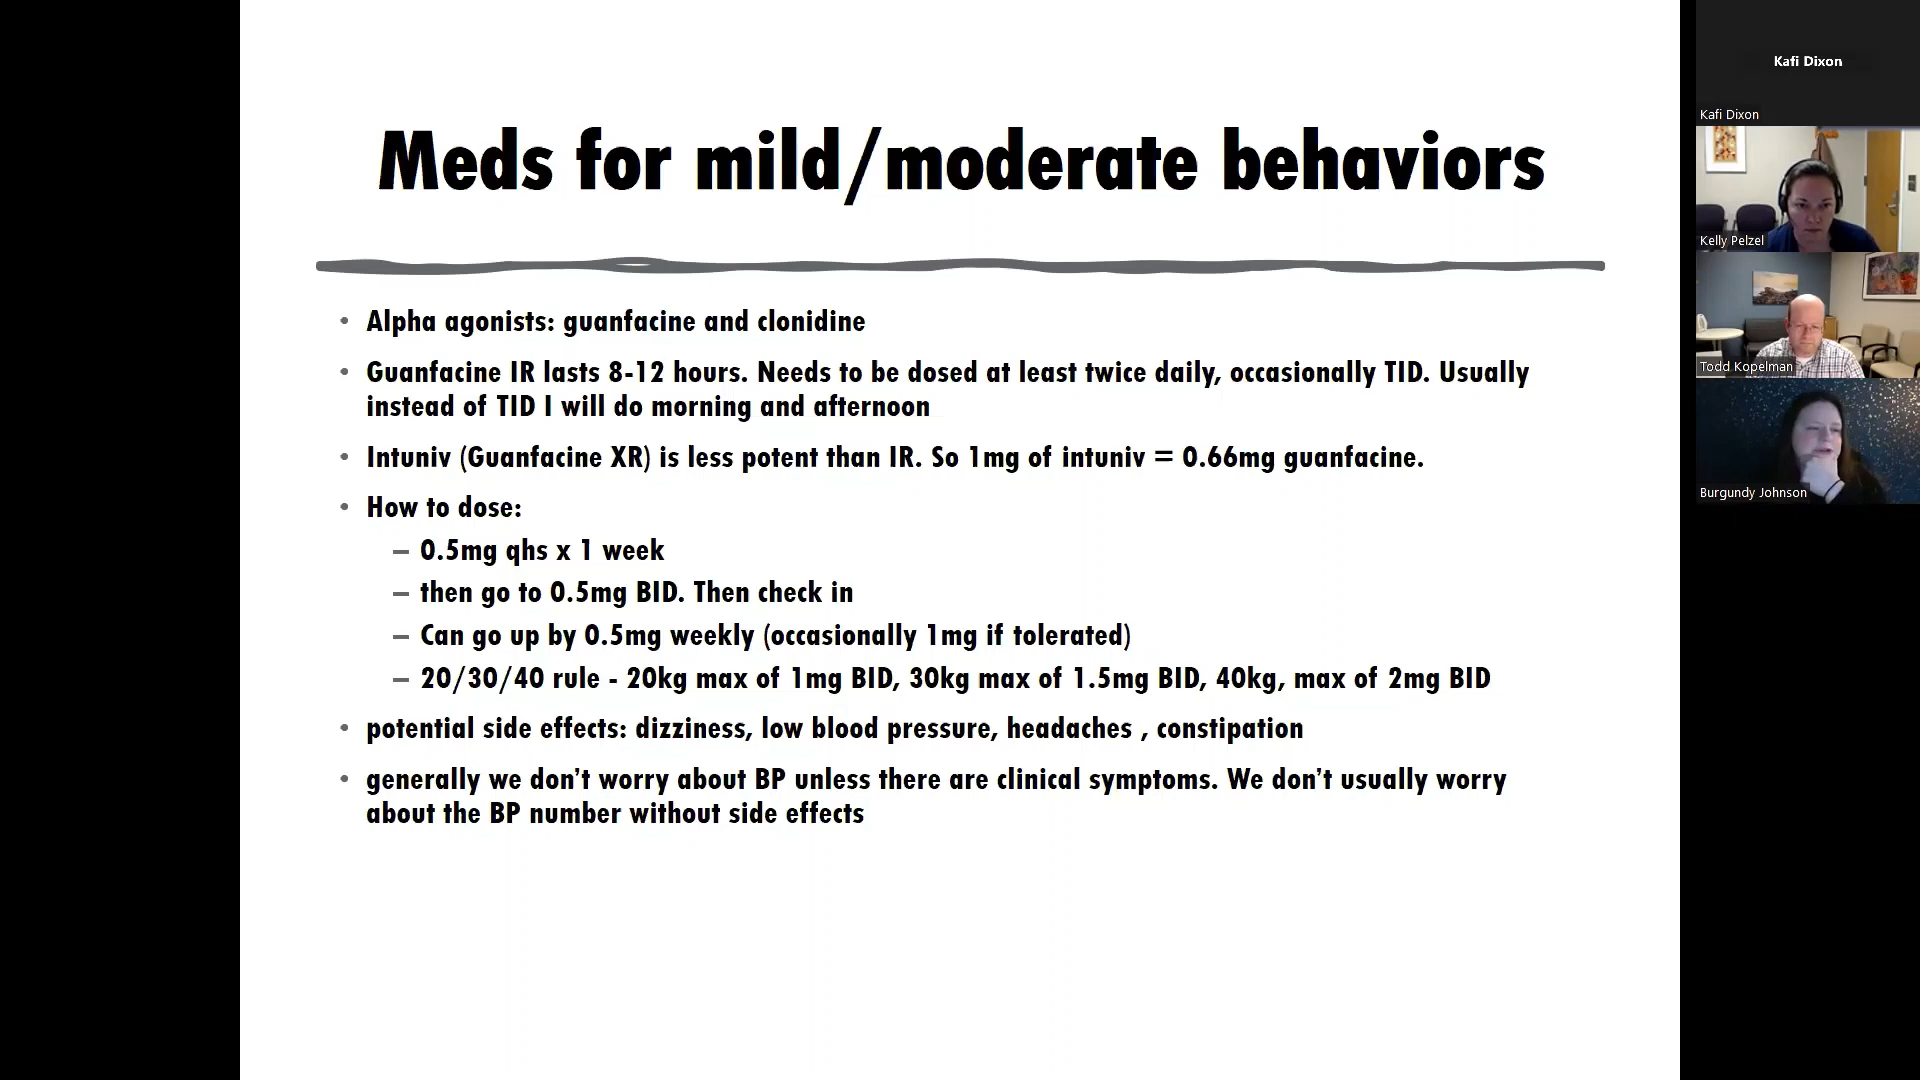 Meds for mild/moderate behaviors
• Alpha agonists: guanfacine and clonidine
• Guanfacine IR lasts 8-12 hours. Needs to be dosed at least twice daily, occasionally TID. Usually
instead of TID I will do morning and afternoon
• Intuniv (Guanfacine XR) is less potent than IR. So 1mg of intuniv = 0.66mg guanfacine.
• How to dose:
– 0.5mg qhs x 1 week
– then go to 0.5mg BID. Then check in
– Can go up by 0.5mg weekly (occasionally 1mg if tolerated)
– 20/30/40 rule - 20kg max of 1mg BID, 30kg max of 1.5mg BID, 40kg, max of 2mg BID
• potential side effects: dizziness, low blood pressure, headaches , constipation
• generally we don’t worry about BP unless there are clinical symptoms. We don’t usually worry
about the BP number without side effects
Kafi Dixon
Kafi Dixon
Kelly Pelzel
Todd Kopelman
Burgundy Johnson